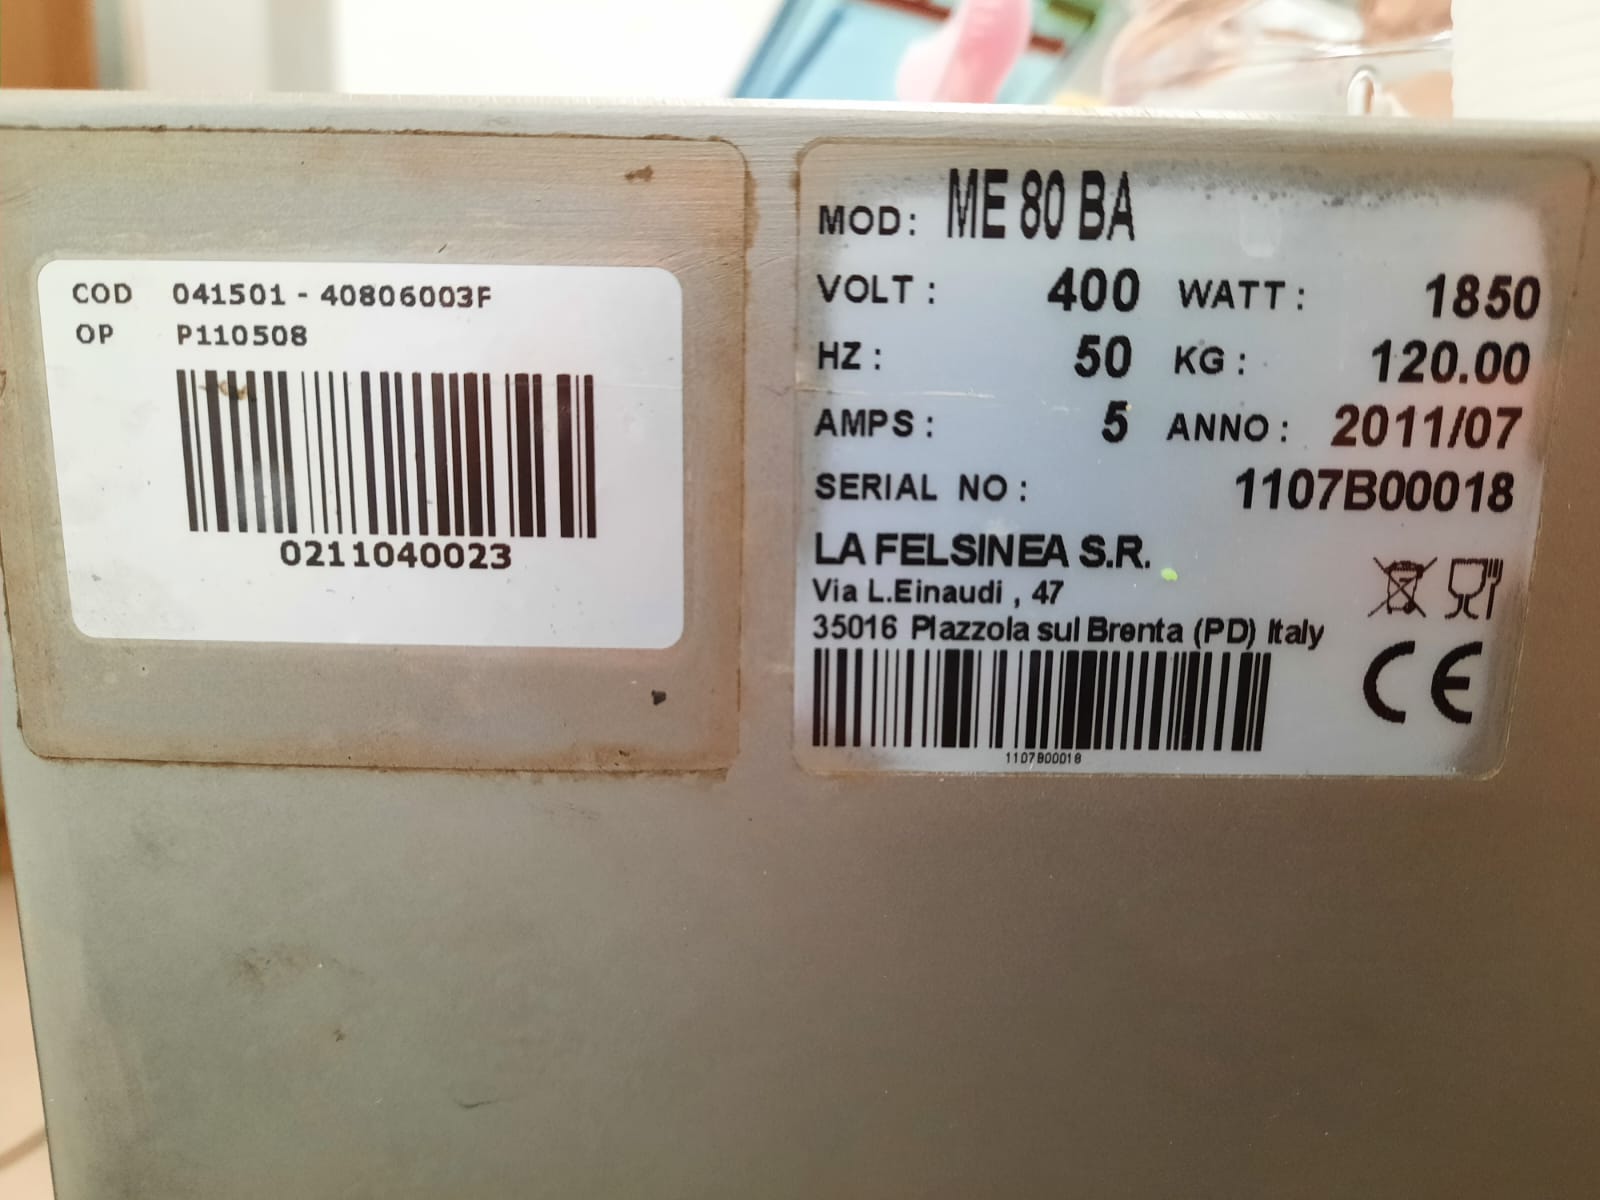 COD 041501 - 40806003F
OP P110508
0211040023
MOD: ME 80 BA
VOLT : 400 WATT : 1850
HZ : 50 KG : 120.00
AMPS : 5 ANNO : 2011/07
SERIAL NO : 1107B00018
LA FELSINEA S.R.
Via L.Einaudi , 47
35016 Piazzola sul Brenta (PD) Italy
1107B00018
CE